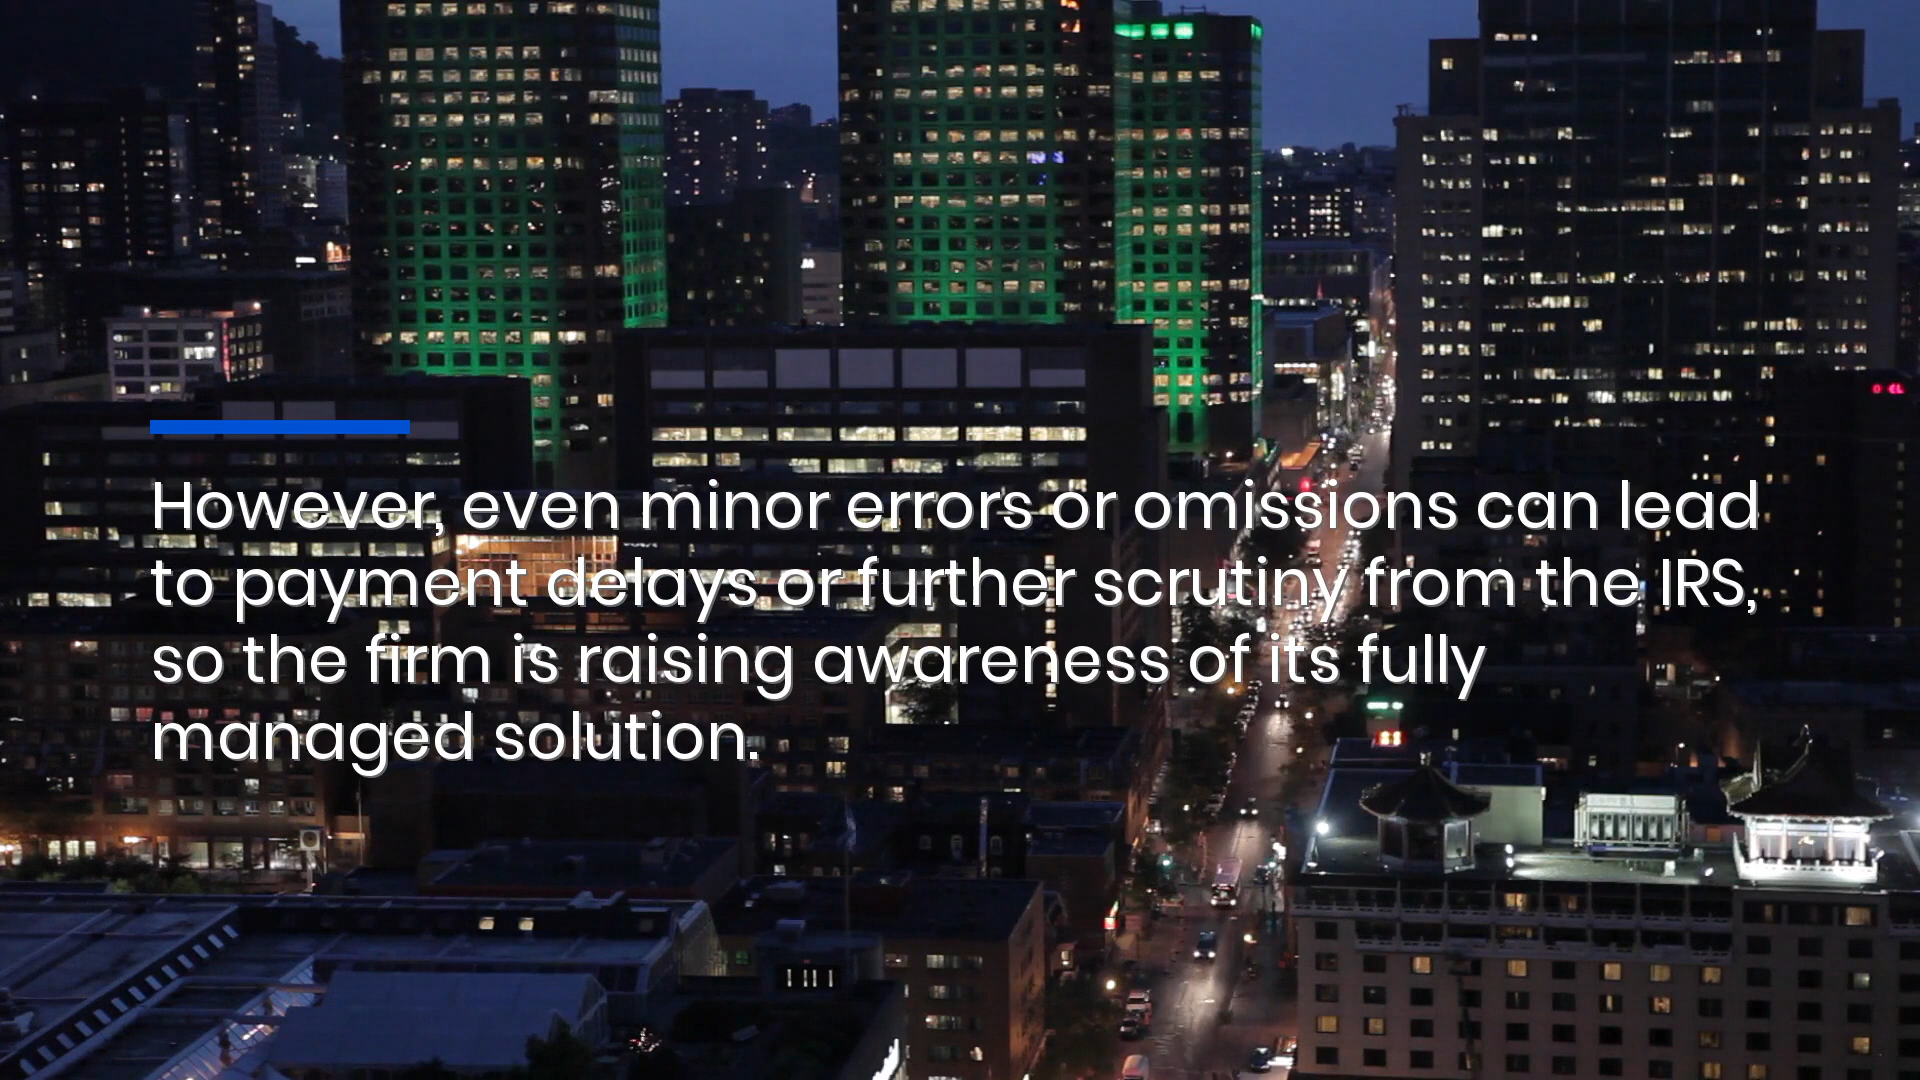 However, even minor errors or omissions can lead
to payment delays or further scrutiny from the IRS,
so the firm is raising awareness of its fully
managed solution.